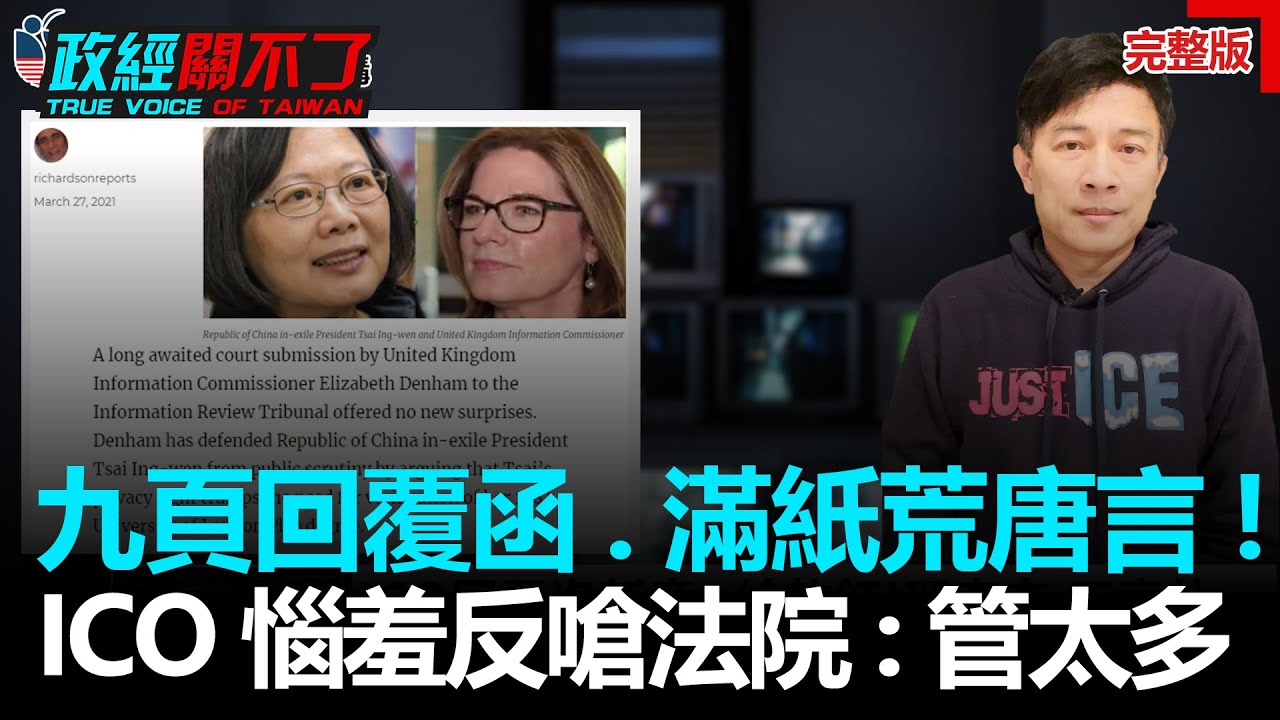 政經關不了
TRUE VOICE OF TAIWAN
完整版
richardsonreports
March 27, 2021
Republic of China in-exile President Tsai Ing-wen and United Kingdom Information Commissioner
A long awaited court submission by United Kingdom
Information Commissioner Elizabeth Denham to the
Information Review Tribunal offered no new surprises.
Denham has defended Republic of China in-exile President
Tsai Ing-wen from public scrutiny by arguing that Tsai's
JUSTICE
九頁回覆函.滿紙荒唐言!
ICO 惱羞反嗆法院:管太多